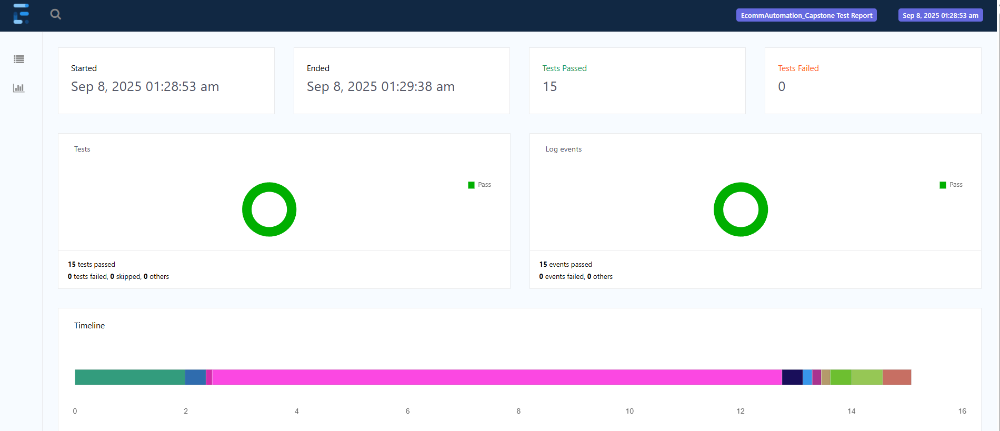 EcommAutomation_Capstone Test Report
Sep 8, 2025 01:28:53 am
Started
Sep 8, 2025 01:28:53 am
Ended
Sep 8, 2025 01:29:38 am
Tests Passed
15
Tests Failed
0
Tests
Pass
15 tests passed
0 tests failed, 0 skipped, 0 others
Log events
Pass
15 events passed
0 events failed, 0 others
Timeline
0 2 4 6 8 10 12 14 16